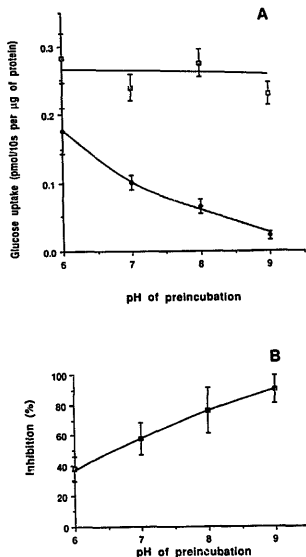 A
Glucose uptake (pmol/10s per μg of protein)
0.3
0.2
0.1
0.0
6 7 8 9
pH of preincubation
B
Inhibition (%)
100
80
60
40
20
0
6 7 8 9
pH of preincubation